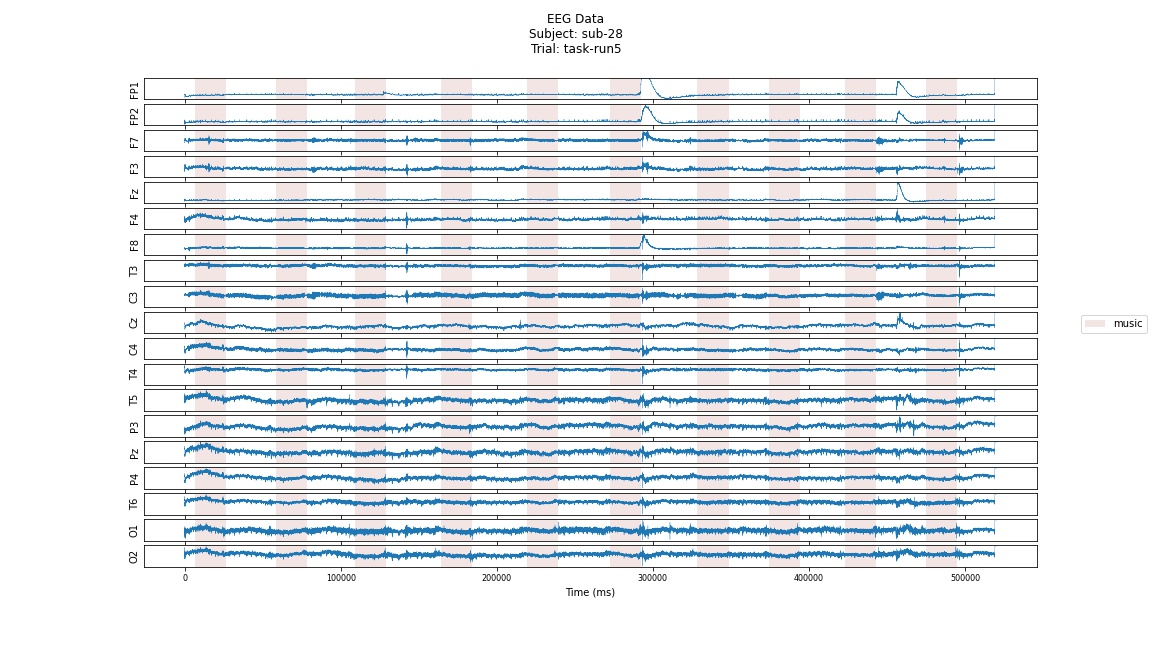 EEG Data
Subject: sub-28
Trial: task-run5
FP1
FP2
F7
F3
Fz
F4
F8
T3
C3
Cz
C4
T4
T5
P3
Pz
P4
T6
O1
O2
music
0 100000 200000 300000 400000 500000
Time (ms)